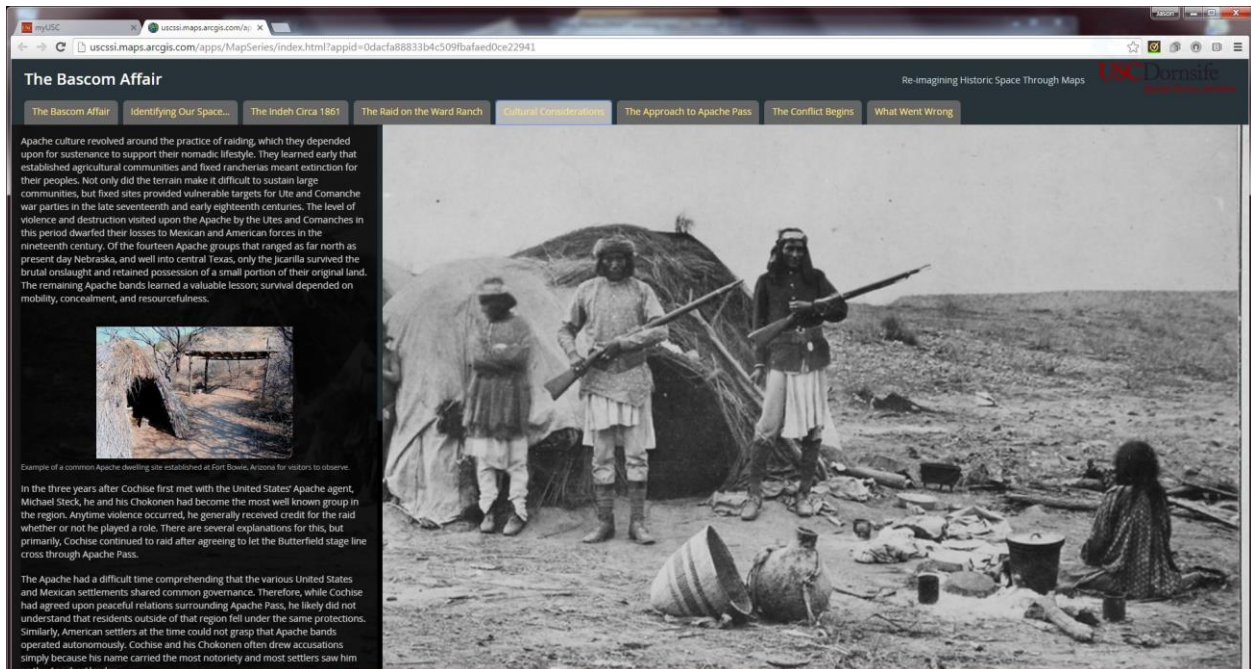 myUSC
uscssi.maps.arcgis.com/ap
Jason
uscssi.maps.arcgis.com/apps/MapSeries/index.html?appid=0dacfa88833b4c509fbafaed0ce22941
The Bascom Affair
Re-imagining Historic Space Through Maps
USC Dornsife
The Bascom Affair
Identifying Our Space...
The Indeh Circa 1861
The Raid on the Ward Ranch
Cultural Considerations
The Approach to Apache Pass
The Conflict Begins
What Went Wrong
Apache culture revolved around the practice of raiding, which they depended
upon for sustenance to support their nomadic lifestyle. They learned early that
established agricultural communities and fixed rancherias meant extinction for
their peoples. Not only did the terrain make it difficult to sustain large
communities, but fixed sites provided vulnerable targets for Ute and Comanche
war parties in the late seventeenth and early eighteenth centuries. The level of
violence and destruction visited upon the Apache by the Utes and Comanches in
this period dwarfed their losses to Mexican and American forces in the
nineteenth century. Of the fourteen Apache groups that ranged as far north as
present day Nebraska, and well into central Texas, only the Jicarilla survived the
brutal onslaught and retained possession of a small portion of their original land.
The remaining Apache bands learned a valuable lesson; survival depended on
mobility, concealment, and resourcefulness.
Example of a common Apache dwelling site established at Fort Bowie, Arizona for visitors to observe.
In the three years after Cochise first met with the United States' Apache agent,
Michael Steck, he and his Chokonen had become the most well known group in
the region. Anytime violence occurred, he generally received credit for the raid
whether or not he played a role. There are several explanations for this, but
primarily, Cochise continued to raid after agreeing to let the Butterfield stage line
cross through Apache Pass.
The Apache had a difficult time comprehending that the various United States
and Mexican settlements shared common governance. Therefore, while Cochise
had agreed upon peaceful relations surrounding Apache Pass, he likely did not
understand that residents outside of that region fell under the same protections.
Similarly, American settlers at the time could not grasp that Apache bands
operated autonomously. Cochise and his Chokonen often drew accusations
simply because his name carried the most notoriety and most settlers saw him